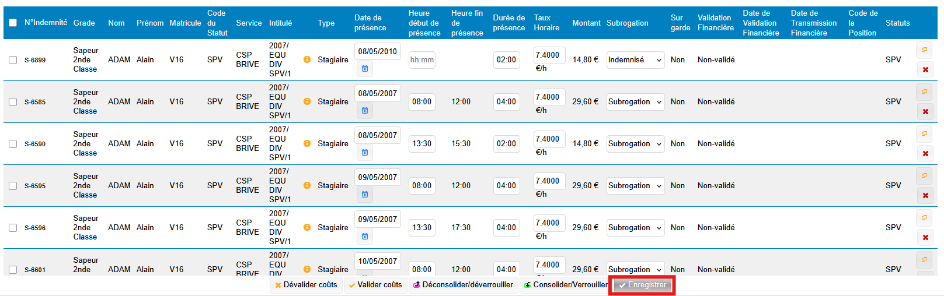 N°Indemnité Grade Nom Prénom Matricule Code du Statut Service Intitulé Type Date de présence Heure début de présence Heure fin de présence Durée de présence Taux Horaire Montant Subrogation Sur garde Validation Financière Date de Validation Financière Date de Transmission Financière Code de la Position Statuts
S-6899 Sapeur 2nde Classe ADAM Alain V16 SPV CSP BRIVE 2007/ EQU DIV SPV/1 Stagiaire 08/05/2010 hh:mm 02:00 7.4000 €/h 14,80 € Indemnisé Non Non-validé SPV
S-6585 Sapeur 2nde Classe ADAM Alain V16 SPV CSP BRIVE 2007/ EQU DIV SPV/1 Stagiaire 08/05/2007 08:00 12:00 04:00 7.4000 €/h 29,60 € Subrogation Non Non-validé SPV
S-6590 Sapeur 2nde Classe ADAM Alain V16 SPV CSP BRIVE 2007/ EQU DIV SPV/1 Stagiaire 08/05/2007 13:30 15:30 02:00 7.4000 €/h 14,80 € Subrogation Non Non-validé SPV
S-6595 Sapeur 2nde Classe ADAM Alain V16 SPV CSP BRIVE 2007/ EQU DIV SPV/1 Stagiaire 09/05/2007 08:00 12:00 04:00 7.4000 €/h 29,60 € Subrogation Non Non-validé SPV
S-6596 Sapeur 2nde Classe ADAM Alain V16 SPV CSP BRIVE 2007/ EQU DIV SPV/1 Stagiaire 09/05/2007 13:30 17:30 04:00 7.4000 €/h 29,60 € Subrogation Non Non-validé SPV
S-6601 Sapeur 2nde Classe ADAM Alain V16 SPV CSP BRIVE 2007/ EQU DIV Stagiaire 10/05/2007 08:00 12:00 04:00 7.4000 €/h 29,60 € Subrogation Non Non-validé SPV
Dévalider coûts Valider coûts Déconsolider/déverrouiller Consolider/Verrouiller Enregistrer